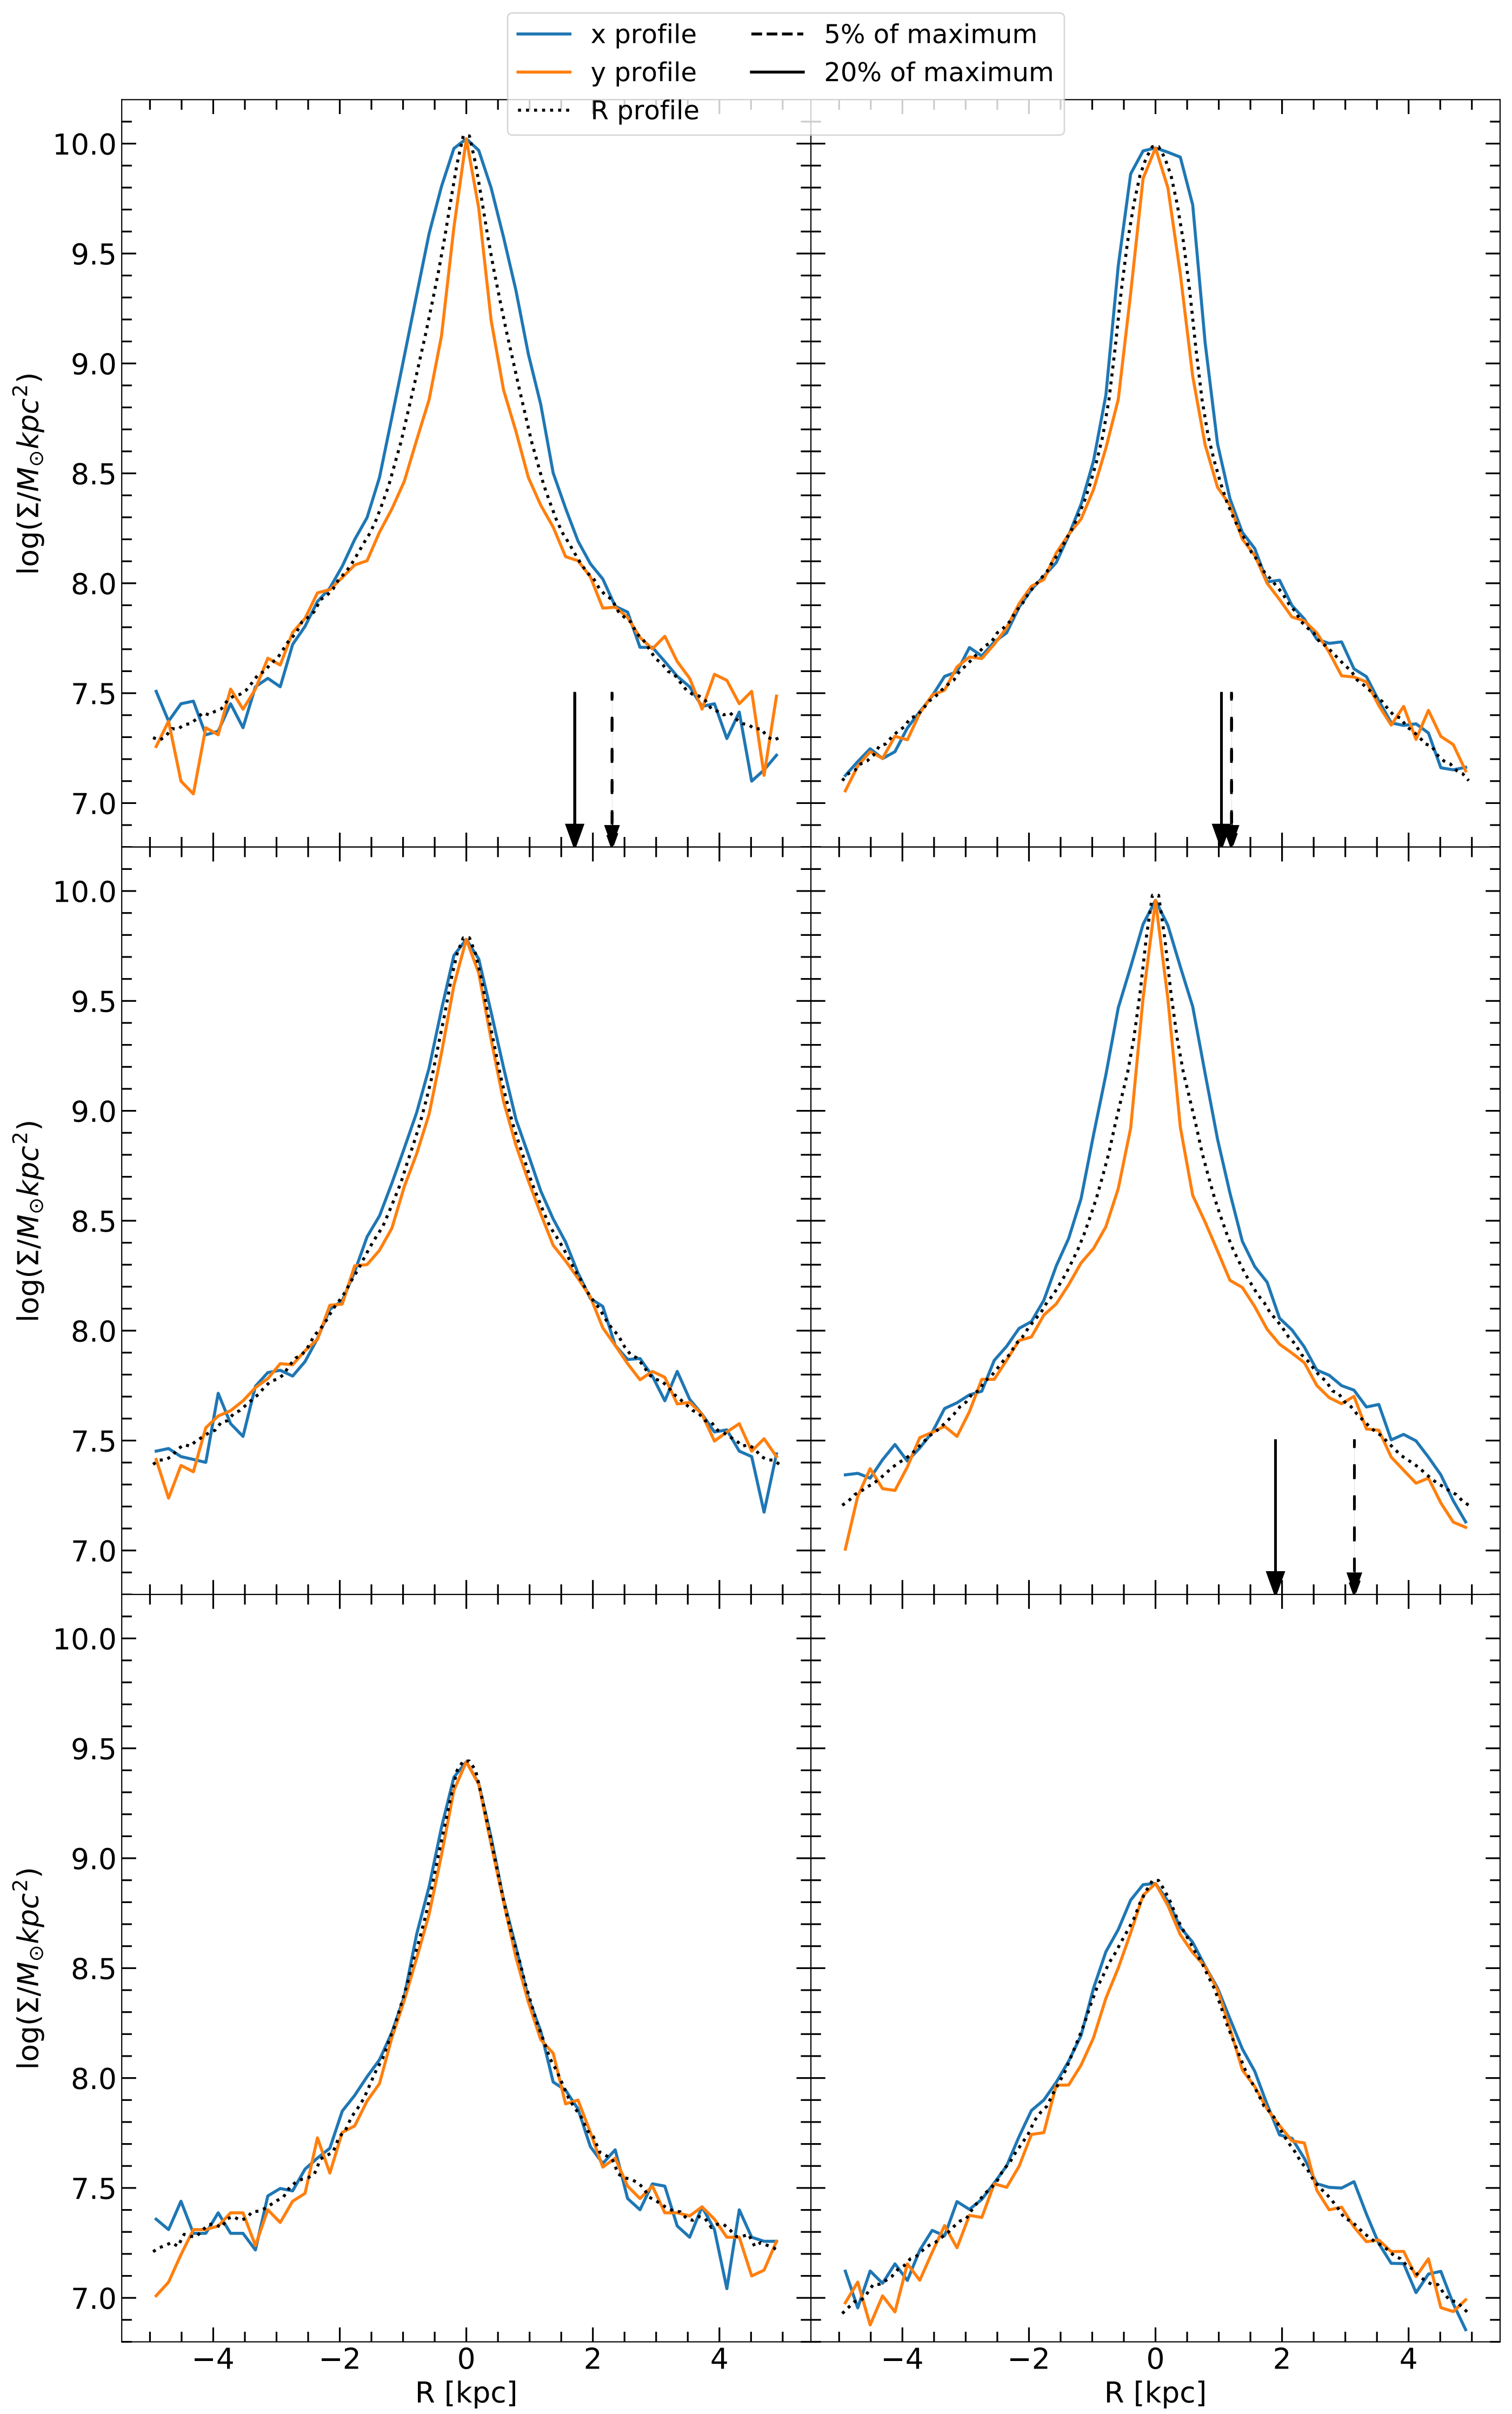 x profile
y profile
R profile
5% of maximum
20% of maximum
10.0
9.5
9.0
8.5
8.0
7.5
7.0
log(Σ/M⊙kpc²)
10.0
9.5
9.0
8.5
8.0
7.5
7.0
log(Σ/M⊙kpc²)
10.0
9.5
9.0
8.5
8.0
7.5
7.0
log(Σ/M⊙kpc²)
−4 −2 0 2 4
R [kpc]
−4 −2 0 2 4
R [kpc]